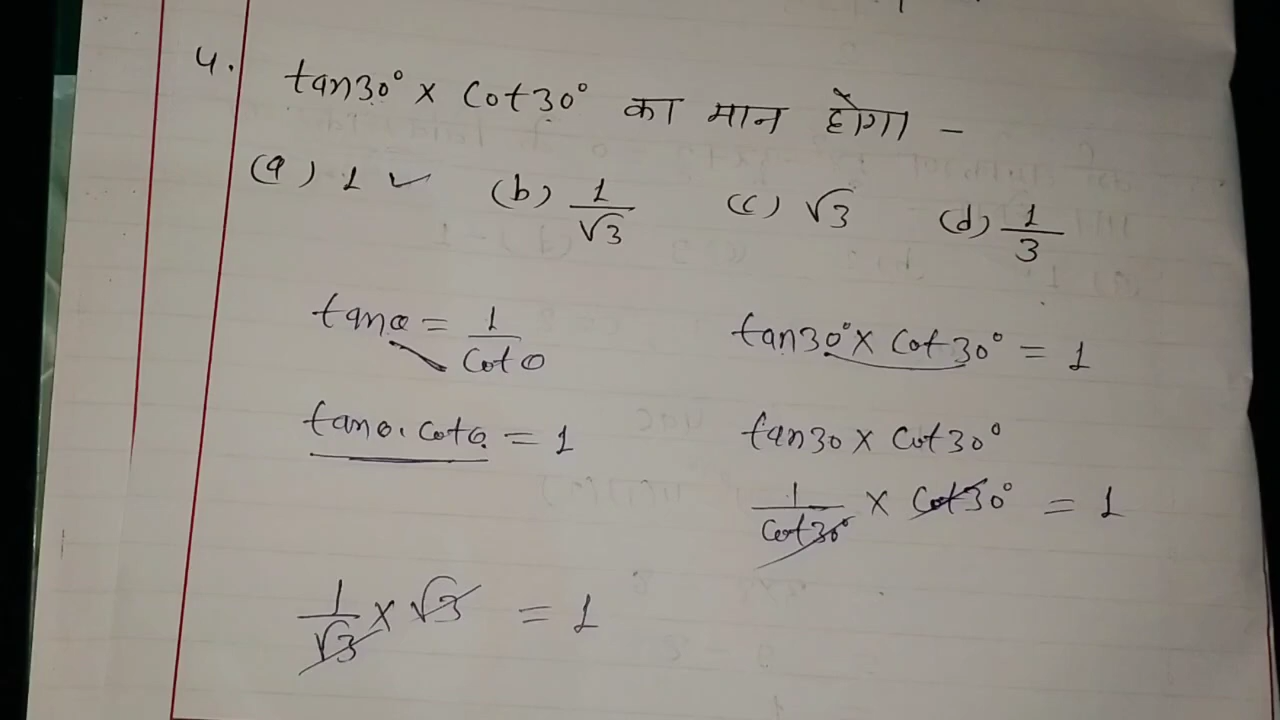 4. tan30° × Cot30° का मान होगा -
(a) 1 ✓ (b) 1/√3 (c) √3 (d) 1/3
tanθ = 1/Cotθ
tan30° × Cot30° = 1
tanθ. Cotθ = 1
tan30 × Cot30°
1/Cot30° × Cot30° = 1
1/√3 × √3 = 1